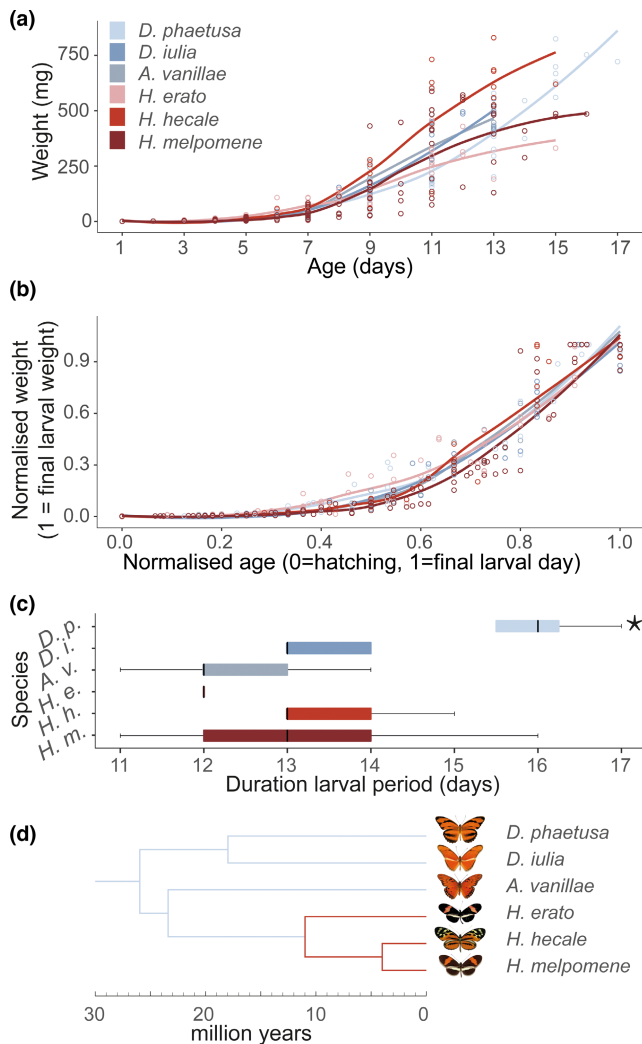 (a)
D. phaetusa
D. iulia
A. vanillae
H. erato
H. hecale
H. melpomene
Weight (mg)
750
500
250
0
1 3 5 7 9 11 13 15 17
Age (days)
(b)
Normalised weight
(1 = final larval weight)
0.9
0.6
0.3
0.0
0.0 0.2 0.4 0.6 0.8 1.0
Normalised age (0=hatching, 1=final larval day)
(c)
Species
D. p.
D. i.
A. v.
H. e.
H. h.
H. m.
*
11 12 13 14 15 16 17
Duration larval period (days)
(d)
D. phaetusa
D. iulia
A. vanillae
H. erato
H. hecale
H. melpomene
30 20 10 0
million years